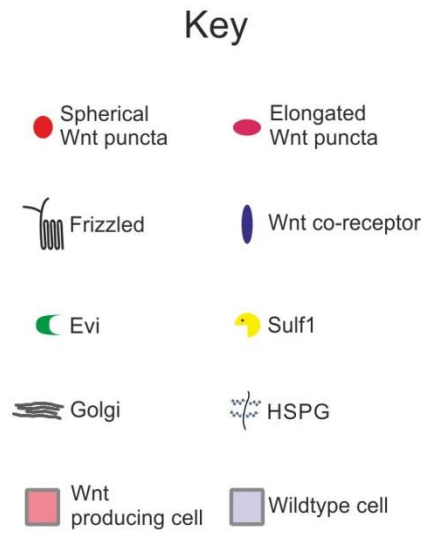 Key
Spherical
Wnt puncta
Elongated
Wnt puncta
Frizzled
Wnt co-receptor
Evi
Sulf1
Golgi
HSPG
Wnt
producing cell
Wildtype cell